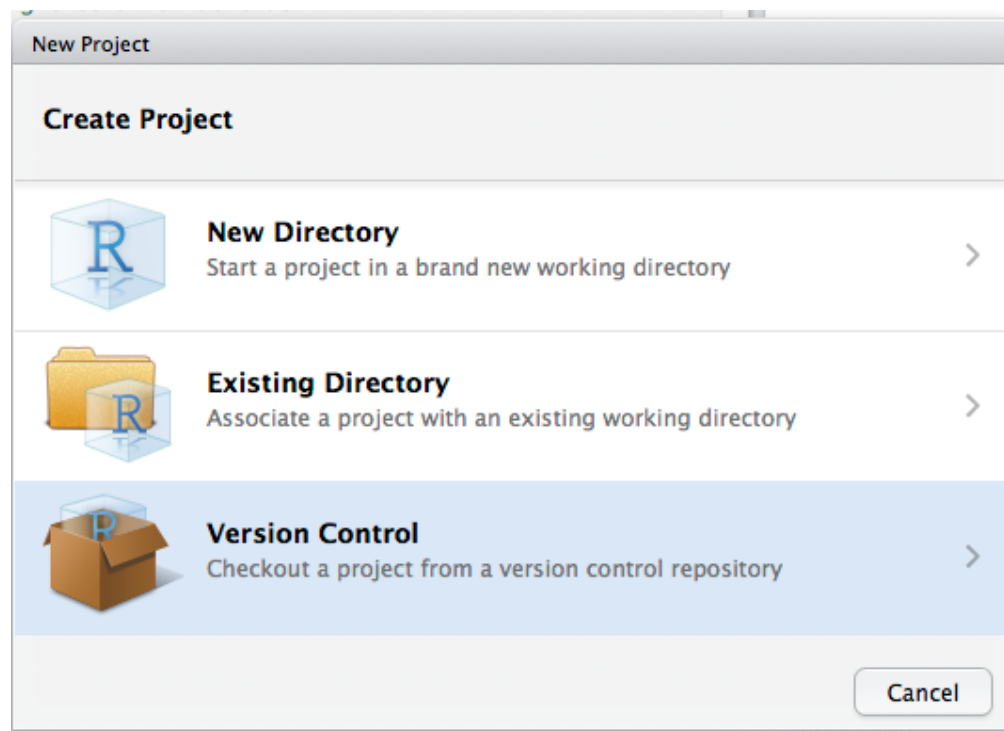 New Project
Create Project
R
New Directory
Start a project in a brand new working directory
R
Existing Directory
Associate a project with an existing working directory
R
Version Control
Checkout a project from a version control repository
Cancel